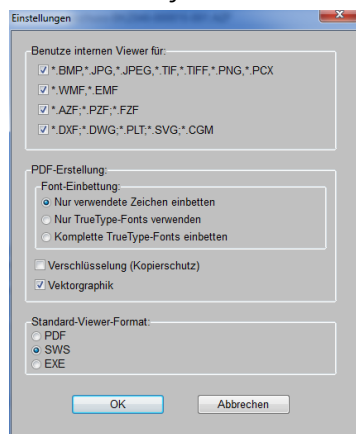 Einstellungen
Benutze internen Viewer für:
*.BMP,*.JPG,*.JPEG,*.TIF,*.TIFF,*.PNG,*.PCX
*.WMF,*.EMF
*.AZF;*.PZF;*.FZF
*.DXF;*.DWG;*.PLT;*.SVG;*.CGM
PDF-Erstellung:
Font-Einbettung:
Nur verwendete Zeichen einbetten
Nur TrueType-Fonts verwenden
Komplette TrueType-Fonts einbetten
Verschlüsselung (Kopierschutz)
Vektorgraphik
Standard-Viewer-Format:
PDF
SWS
EXE
OK Abbrechen